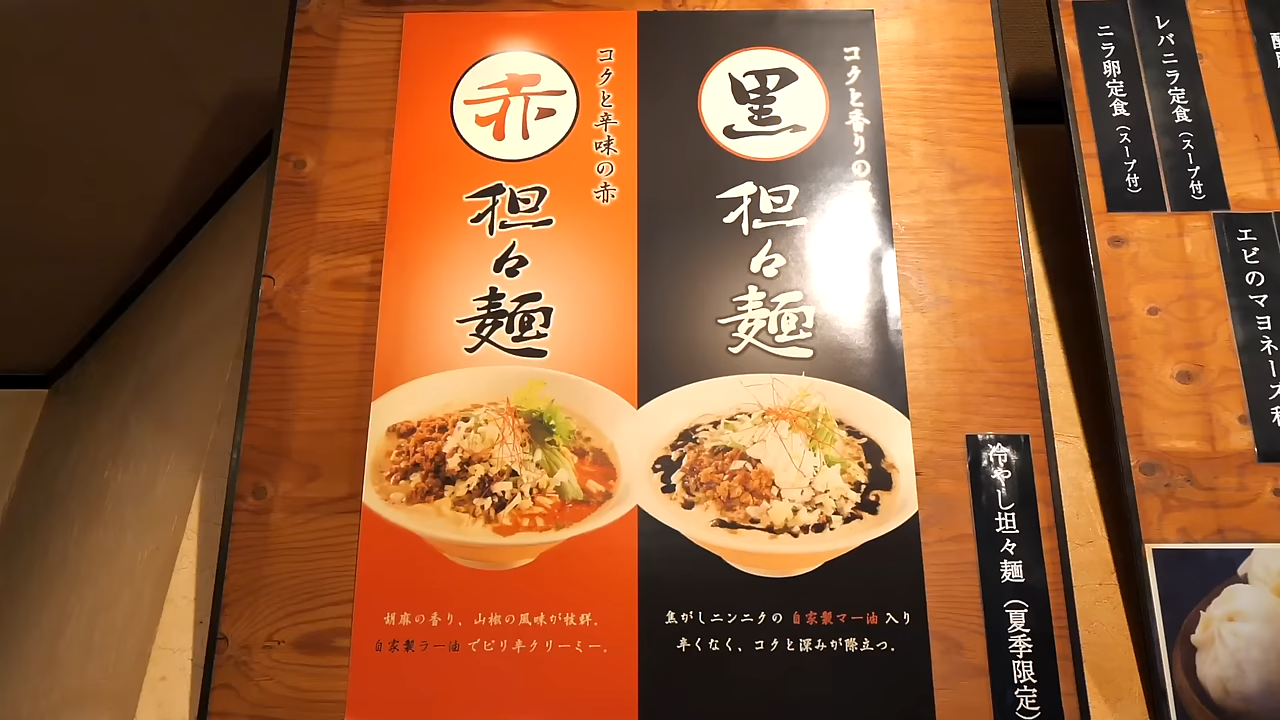 コクと辛味の赤
赤
担々麺
胡麻の香り、山椒の風味が抜群。
自家製ラー油でピリ辛クリーミー。
コクと香りの
黒
担々麺
焦がしニンニクの自家製マー油入り
辛くなく、コクと深みが際立つ。
冷やし坦々麺（夏季限定）
レバニラ定食（スープ付）
ニラ卵定食（スープ付）
エビのマヨネーズ